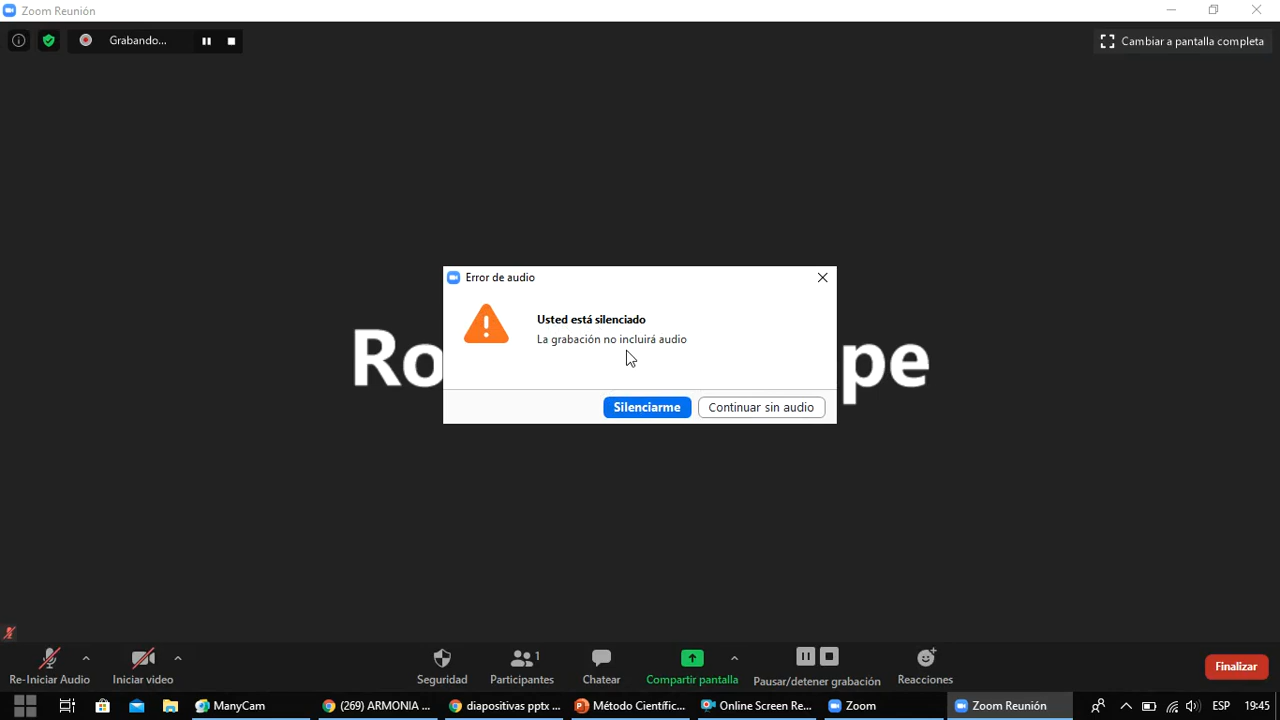 Zoom Reunión
Grabando...
Cambiar a pantalla completa
Error de audio
Usted está silenciado
La grabación no incluirá audio
Ro
pe
Silenciarme
Continuar sin audio
Re-Iniciar Audio
Iniciar video
Seguridad
1
Participantes
Chatear
Compartir pantalla
Pausar/detener grabación
Reacciones
Finalizar
ManyCam
(269) ARMONIA ...
diapositivas pptx ...
Método Científic...
Online Screen Re...
Zoom
Zoom Reunión
ESP
19:45